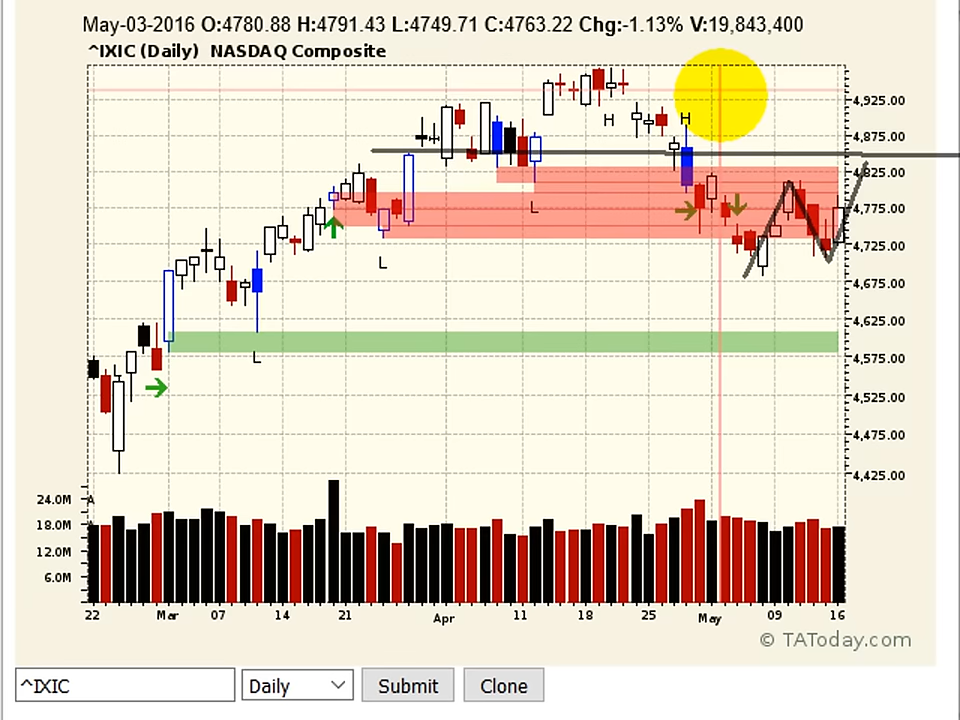 May-03-2016 O:4780.88 H:4791.43 L:4749.71 C:4763.22 Chg:-1.13% V:19,843,400
^IXIC (Daily) NASDAQ Composite
4,925.00
H H
4,875.00
4,825.00
L
4,775.00
4,725.00
L
4,675.00
4,625.00
L
4,575.00
4,525.00
4,475.00
4,425.00
24.0M A
18.0M
12.0M
6.0M
22 Mar 07 14 21 Apr 11 18 25 May 09 16
© TAToday.com
^IXIC Daily Submit Clone